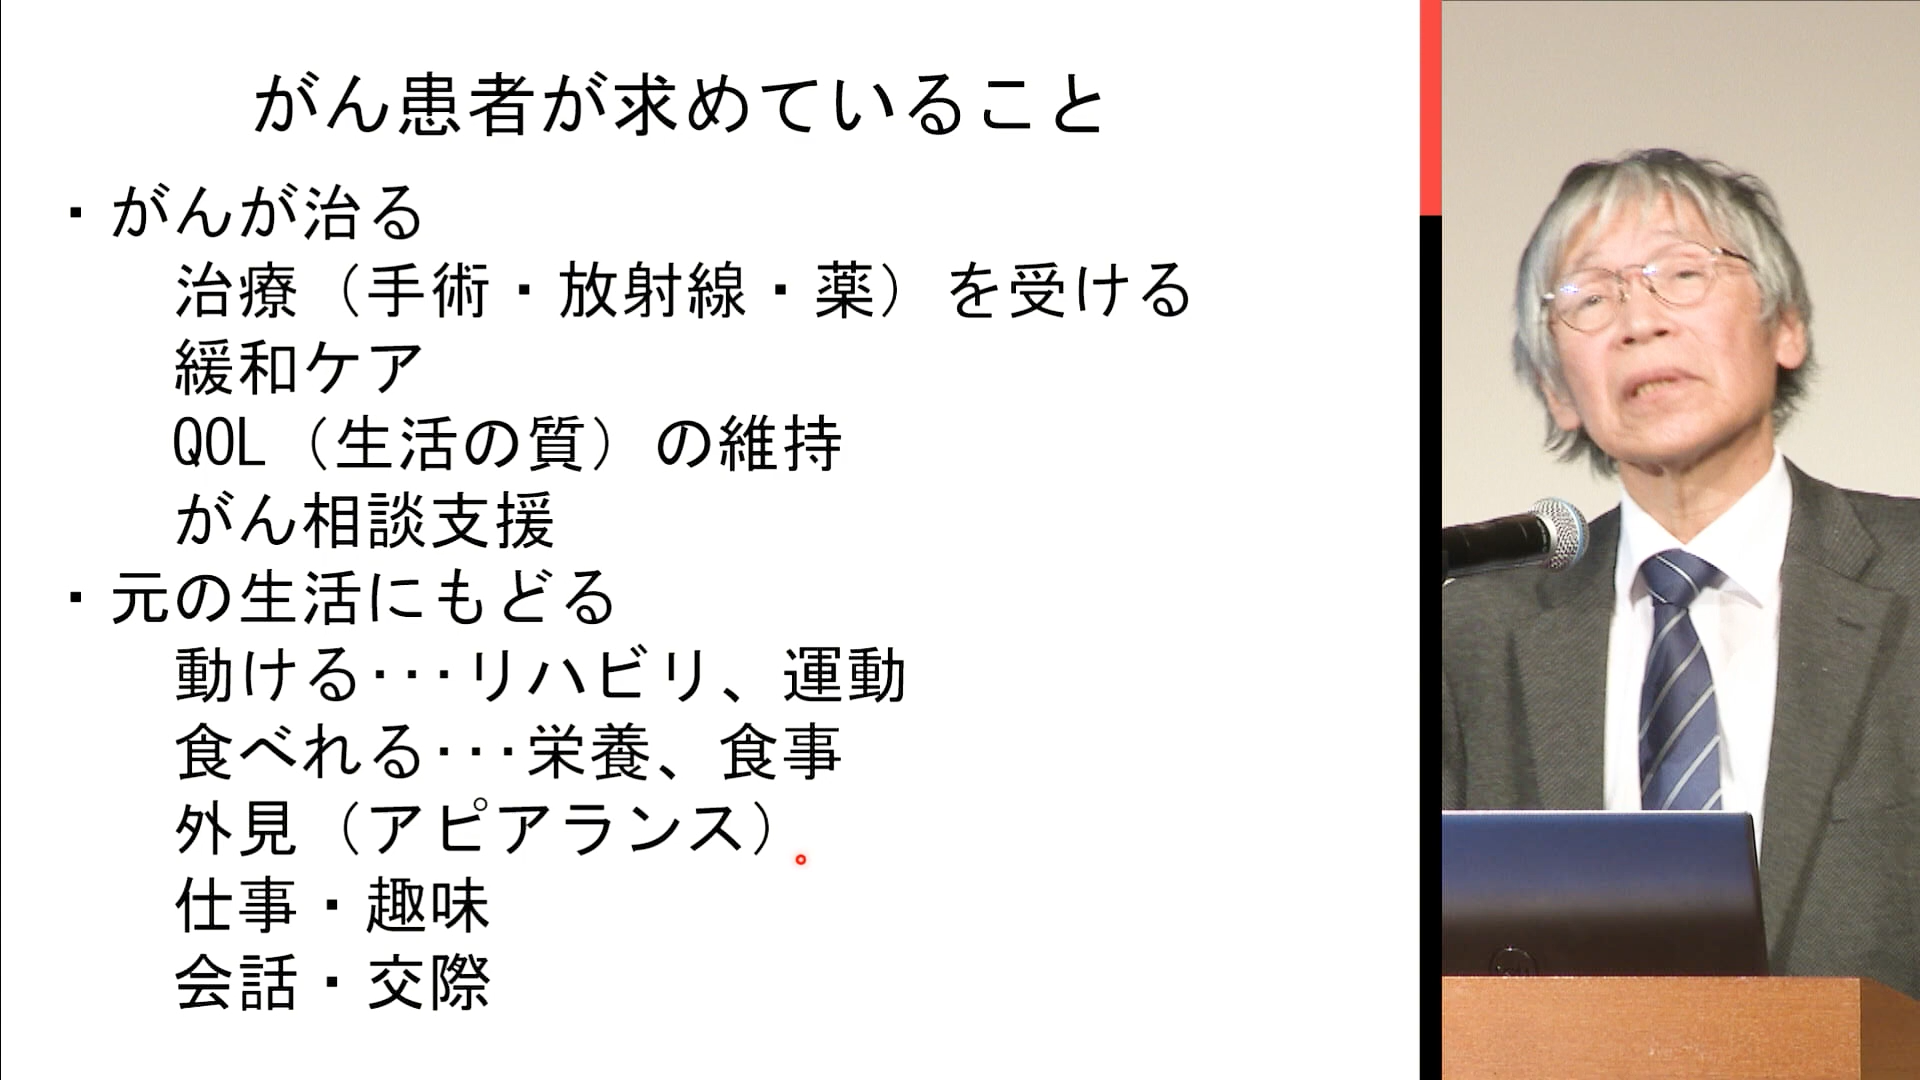 がん患者が求めていること
・がんが治る
治療（手術・放射線・薬）を受ける
緩和ケア
QOL（生活の質）の維持
がん相談支援
・元の生活にもどる
動ける･･･リハビリ、運動
食べれる･･･栄養、食事
外見（アピアランス）
仕事・趣味
会話・交際